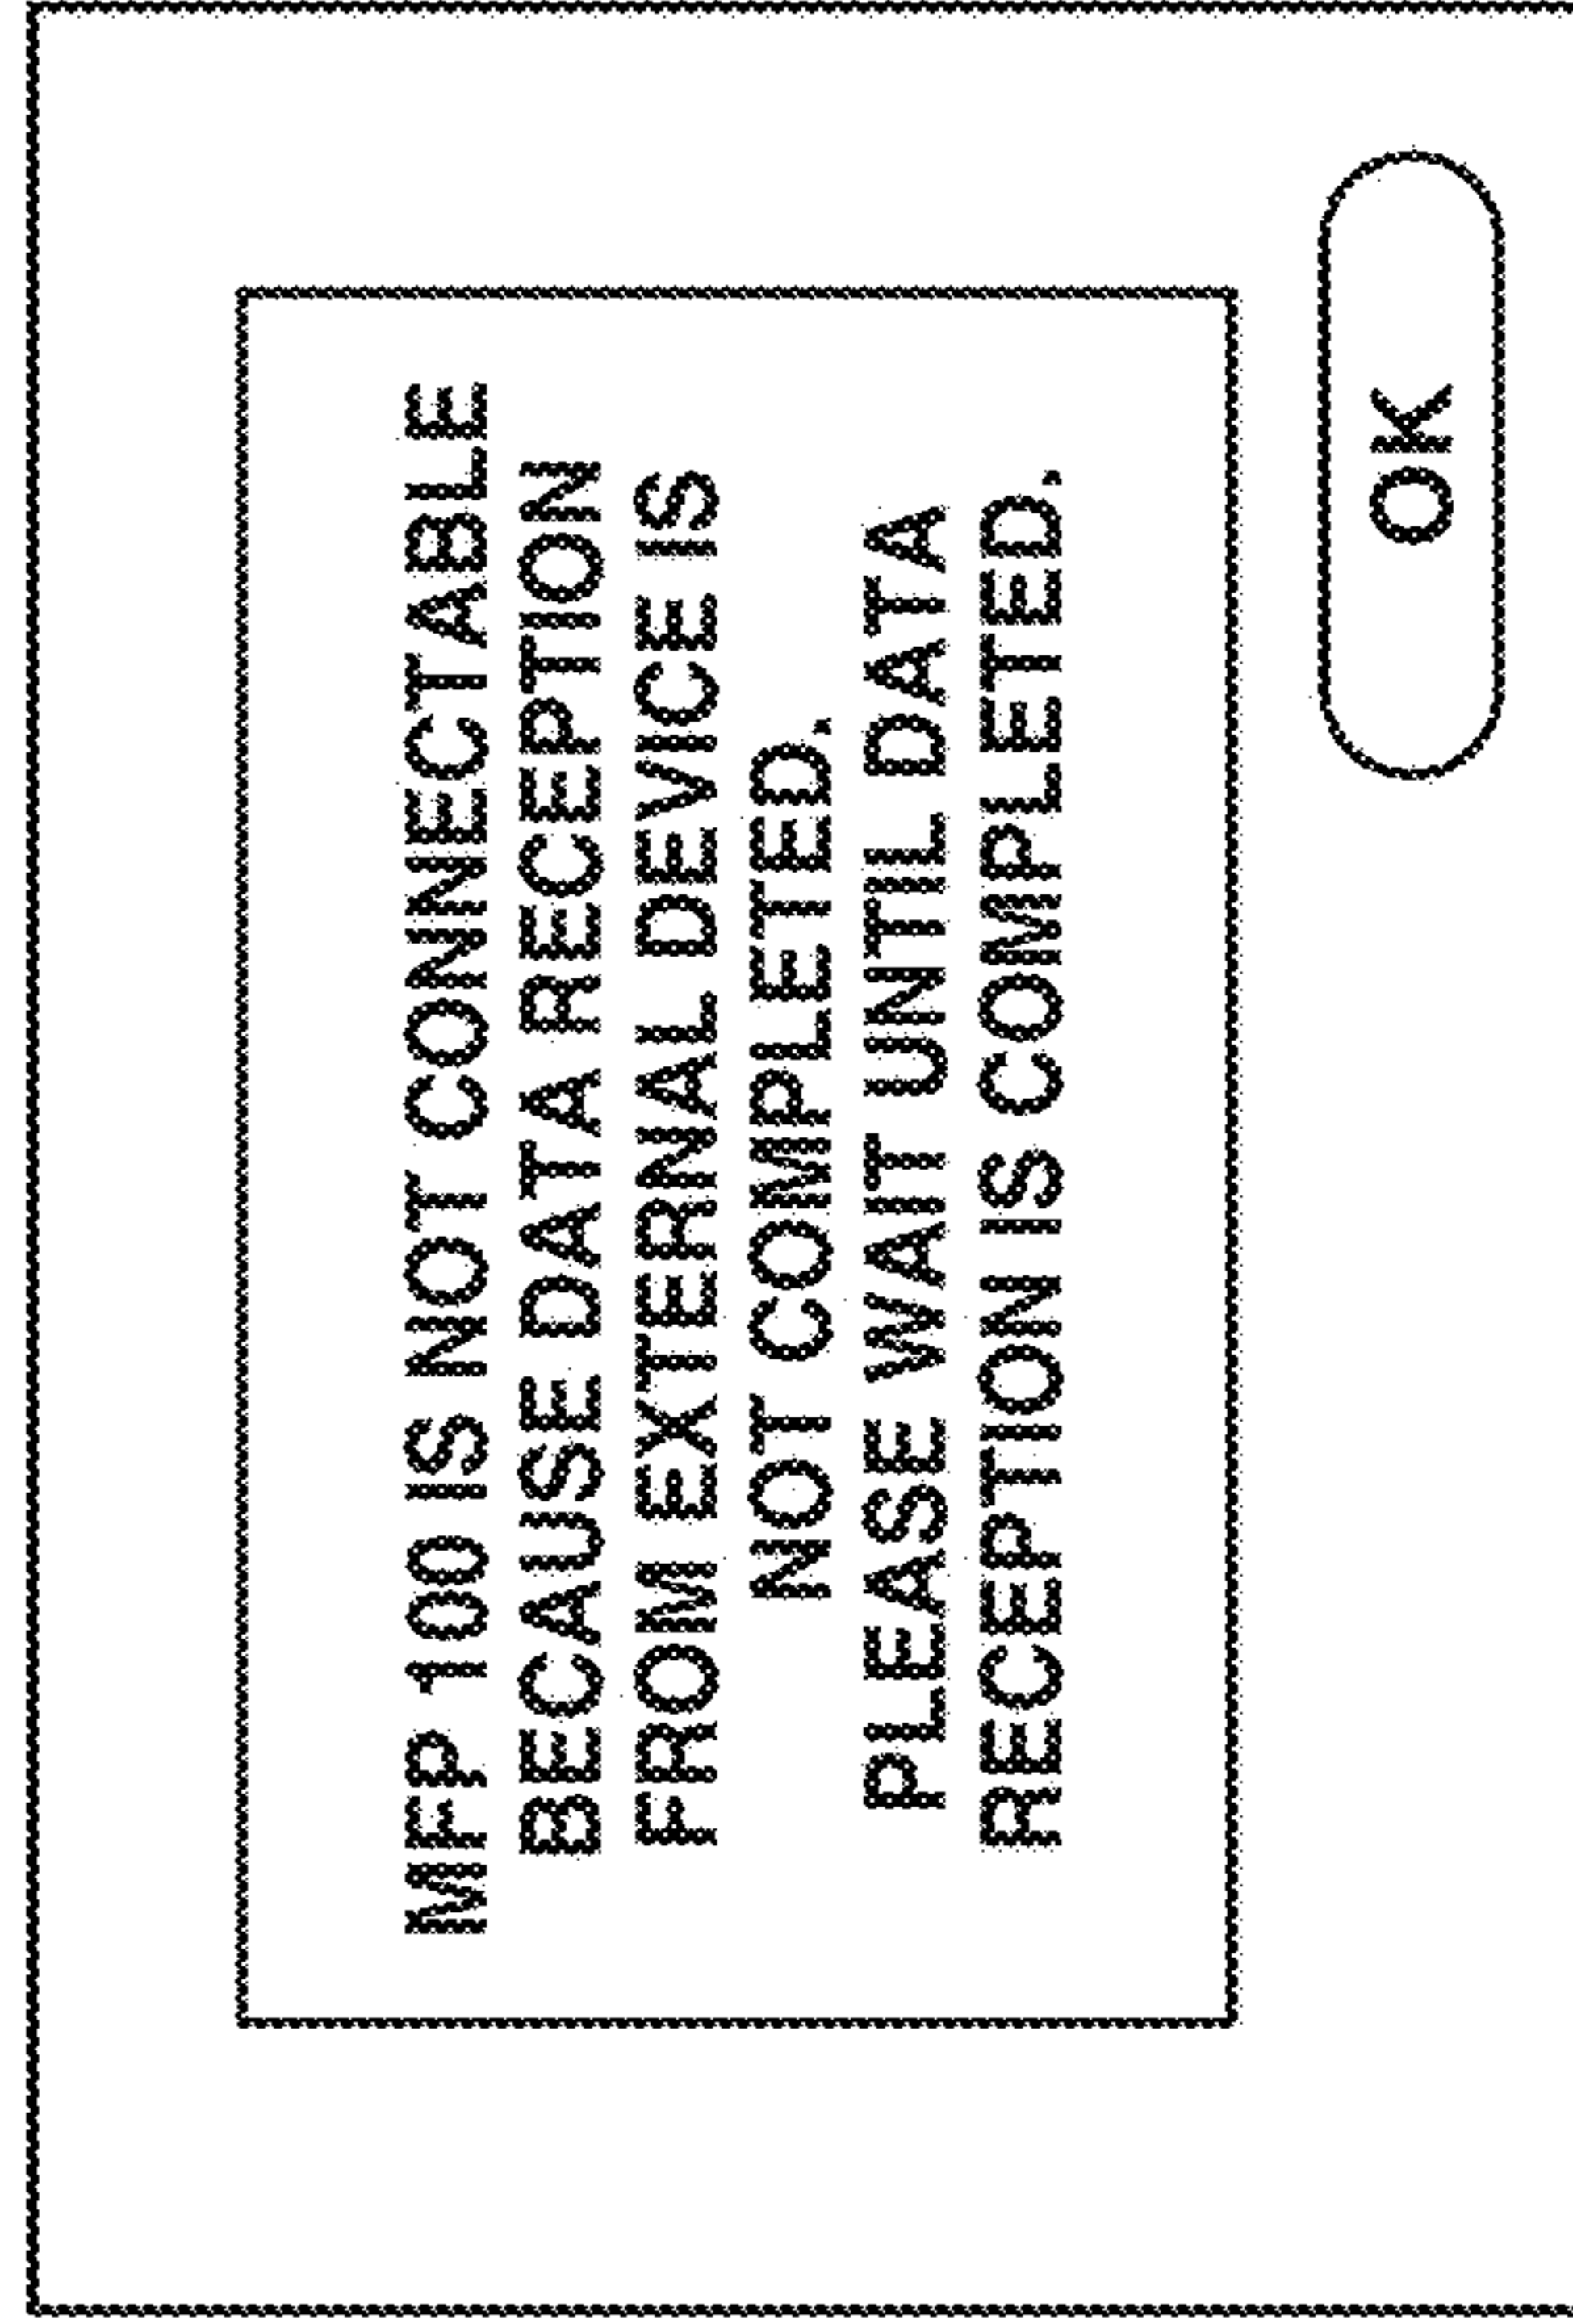 MFP 100 IS NOT CONNECTABLE
BECAUSE DATA RECEPTION
FROM EXTERNAL DEVICE IS
NOT COMPLETED.
PLEASE WAIT UNTIL DATA
RECEPTION IS COMPLETED.
OK